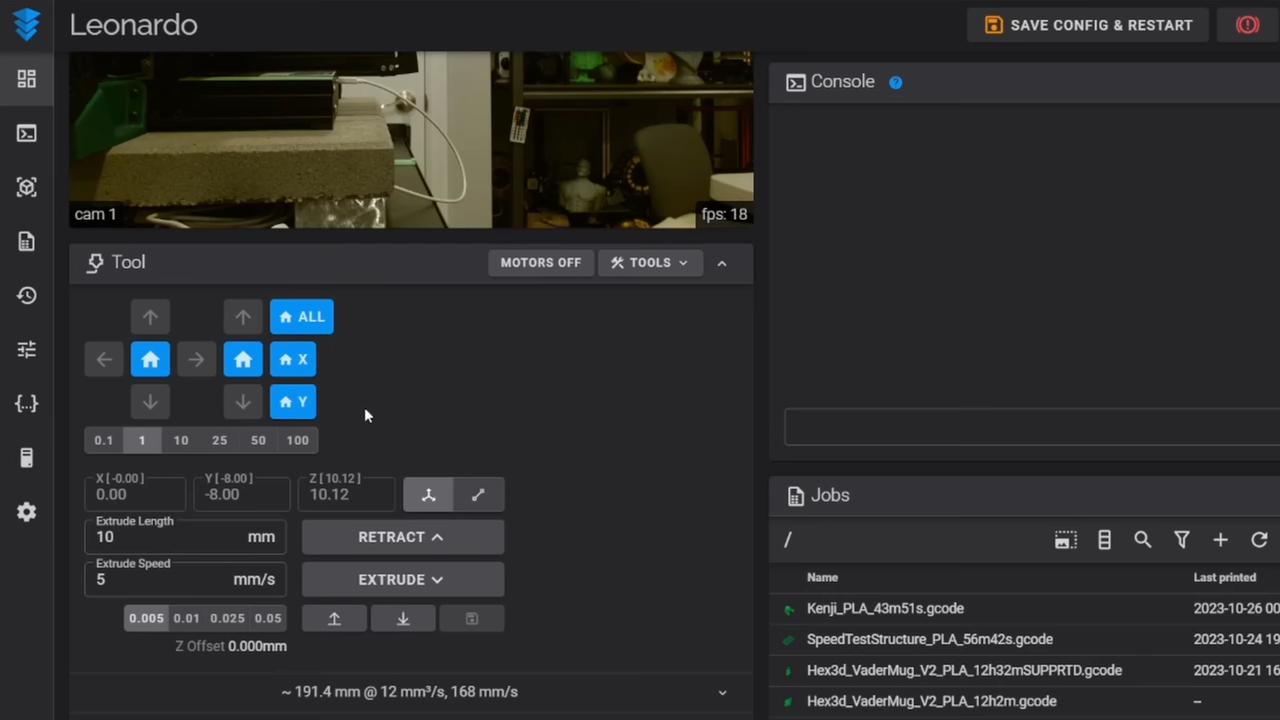 Leonardo
SAVE CONFIG & RESTART
cam 1
fps: 18
Tool
MOTORS OFF
TOOLS
ALL
X
Y
0.1 1 10 25 50 100
X [ -0.00 ] Y [ -8.00 ] Z [ 10.12 ]
0.00 -8.00 10.12
Extrude Length
10 mm
RETRACT
Extrude Speed
5 mm/s
EXTRUDE
0.005 0.01 0.025 0.05
Z Offset 0.000mm
~ 191.4 mm @ 12 mm³/s, 168 mm/s
Console ?
Jobs
/
Name Last printed
Kenji_PLA_43m51s.gcode 2023-10-26 00
SpeedTestStructure_PLA_56m42s.gcode 2023-10-24 19
Hex3d_VaderMug_V2_PLA_12h32mSUPPRTD.gcode 2023-10-21 16
Hex3d_VaderMug_V2_PLA_12h2m.gcode –